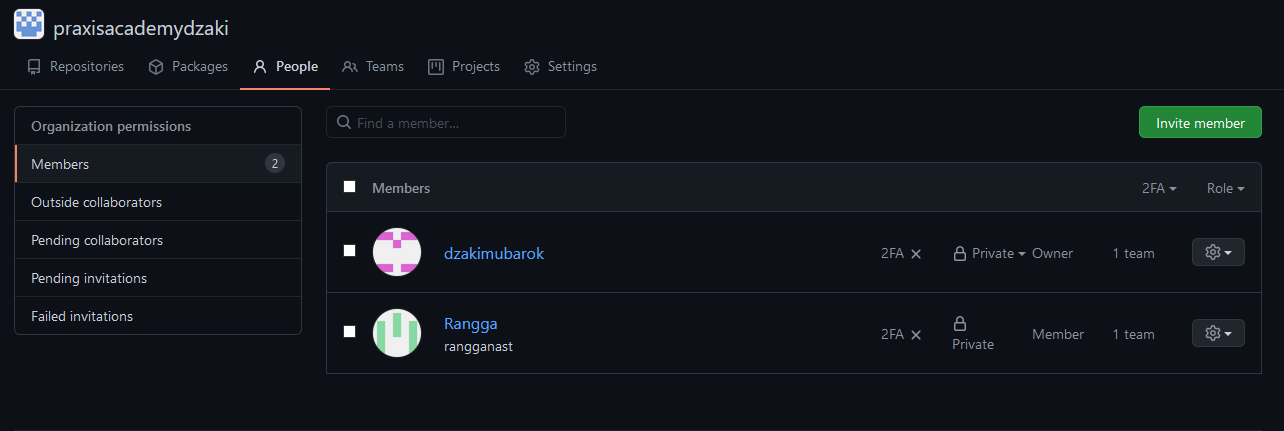 praxisacademydzaki
Repositories Packages People Teams Projects Settings
Organization permissions
Members 2
Outside collaborators
Pending collaborators
Pending invitations
Failed invitations
Find a member...
Invite member
Members 2FA Role
dzakimubarok 2FA Private Owner 1 team
Rangga
rangganast 2FA Private Member 1 team